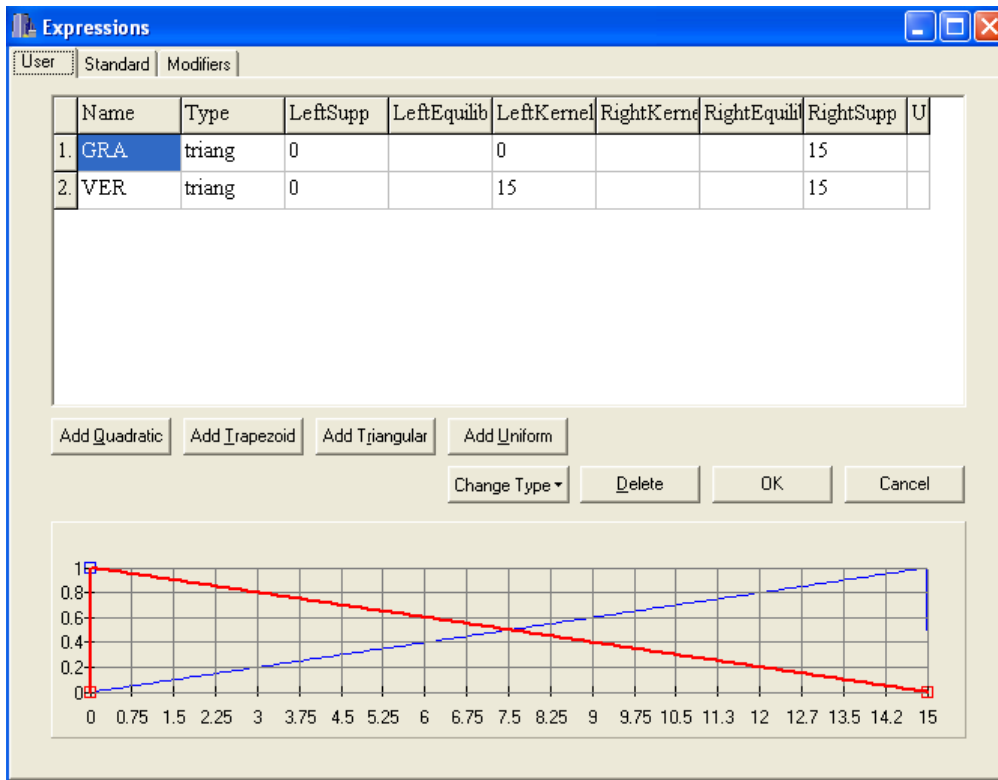 Expressions
User Standard Modifiers
Name Type LeftSupp LeftEquilib LeftKernel RightKerne RightEquilil RightSupp U
1. GRA triang 0 0 15
2. VER triang 0 15 15
Add Quadratic Add Trapezoid Add Triangular Add Uniform
Change Type Delete OK Cancel
1
0.8
0.6
0.4
0.2
0
0 0.75 1.5 2.25 3 3.75 4.5 5.25 6 6.75 7.5 8.25 9 9.75 10.5 11.3 12 12.7 13.5 14.2 15